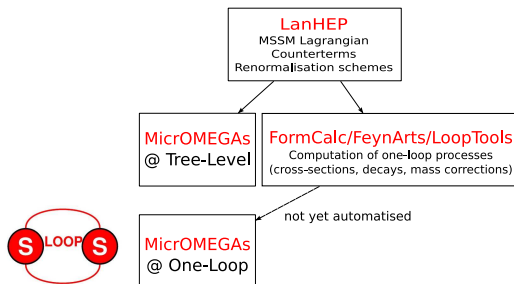 LanHEP
MSSM Lagrangian
Counterterms
Renormalisation schemes
MicrOMEGAs
@ Tree-Level
FormCalc/FeynArts/LoopTools
Computation of one-loop processes
(cross-sections, decays, mass corrections)
not yet automatised
S LOOP S
MicrOMEGAs
@ One-Loop